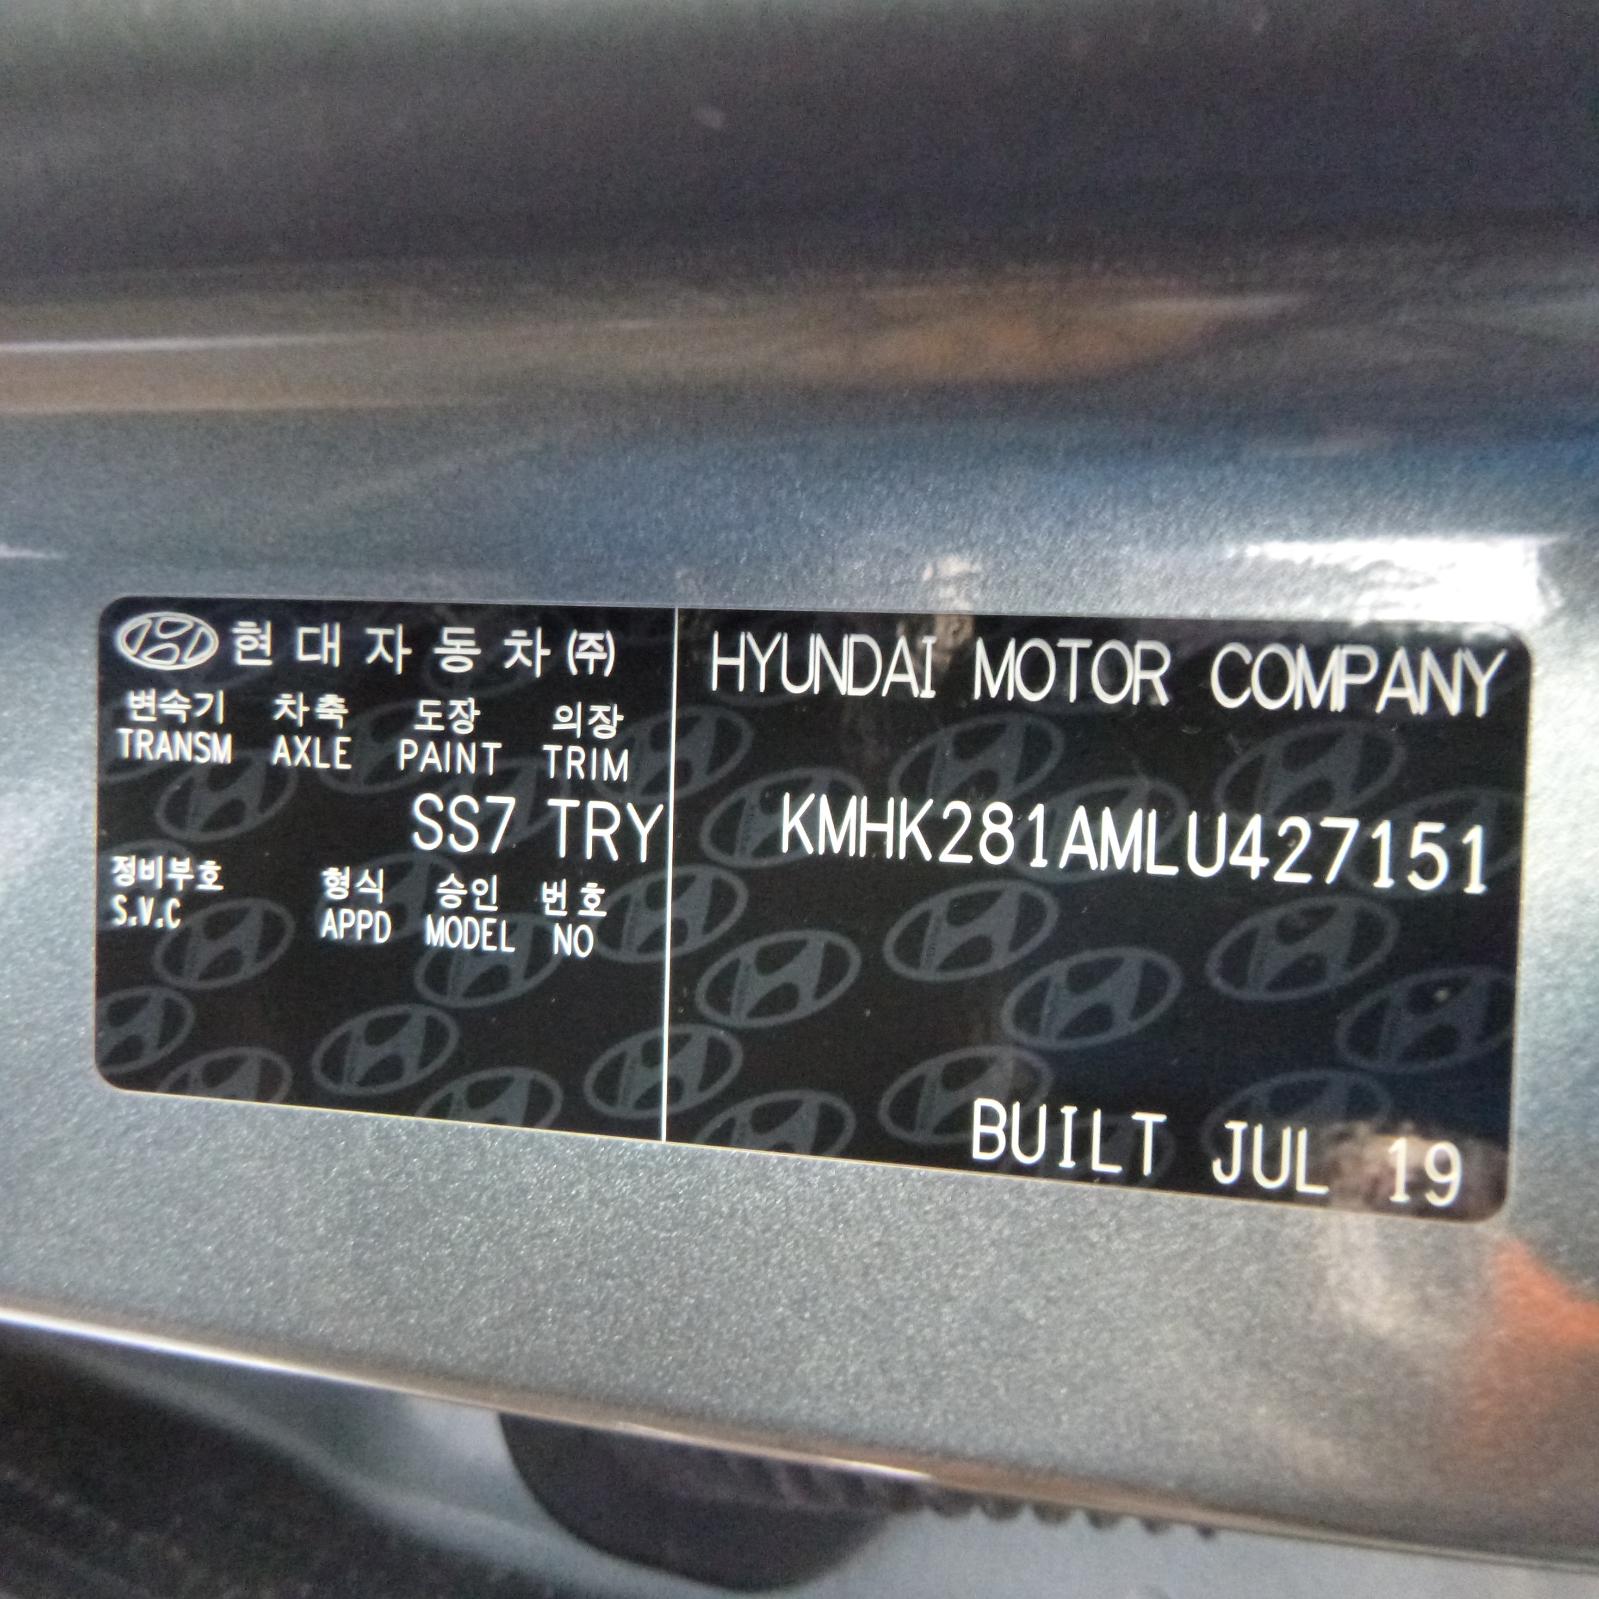 현대자동차(주)
변속기 차축 도장 의장
TRANSM AXLE PAINT TRIM
SS7 TRY
정비부호 형식 승인 번호
S.V.C APPD MODEL NO
HYUNDAI MOTOR COMPANY
KMHK281AMLU427151
BUILT JUL 19